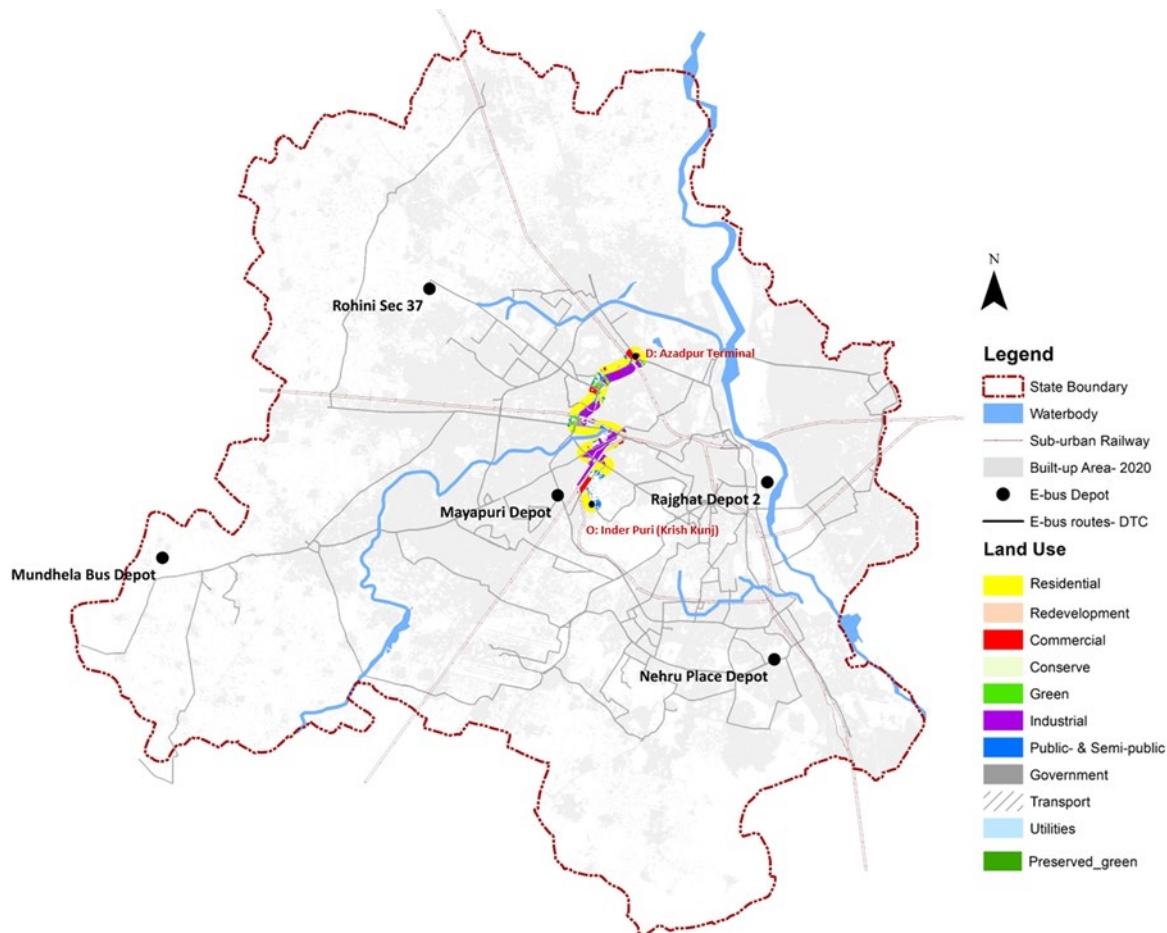 Rohini Sec 37
D: Azadpur Terminal
Mayapuri Depot
Rajghat Depot 2
O: Inder Puri (Krish Kunj)
Mundhela Bus Depot
Nehru Place Depot
N
Legend
State Boundary
Waterbody
Sub-urban Railway
Built-up Area- 2020
E-bus Depot
E-bus routes- DTC
Land Use
Residential
Redevelopment
Commercial
Conserve
Green
Industrial
Public- & Semi-public
Government
Transport
Utilities
Preserved_green